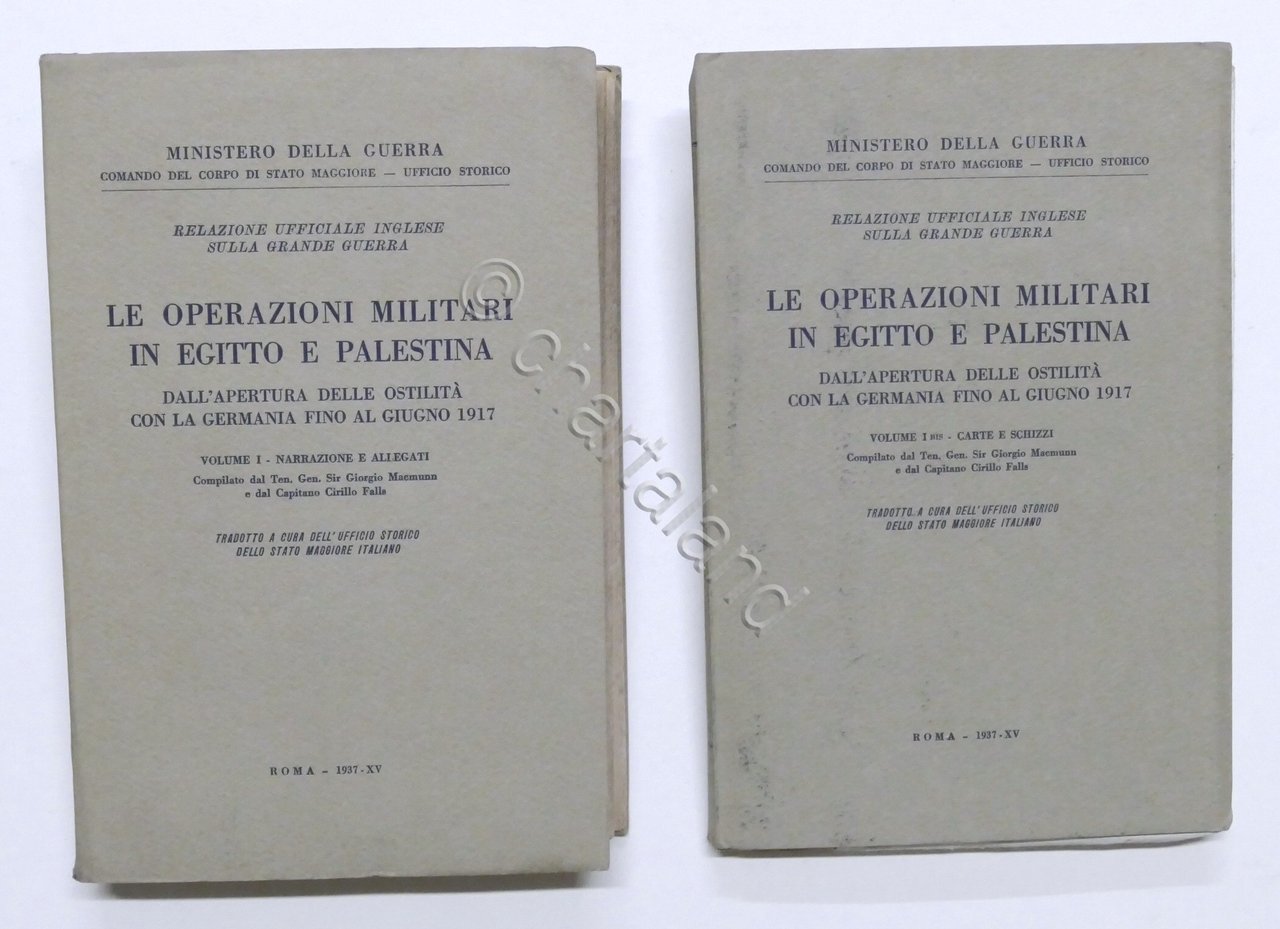 MINISTERO DELLA GUERRA
COMANDO DEL CORPO DI STATO MAGGIORE — UFFICIO STORICO
RELAZIONE UFFICIALE INGLESE
SULLA GRANDE GUERRA
LE OPERAZIONI MILITARI
IN EGITTO E PALESTINA
DALL'APERTURA DELLE OSTILITÀ
CON LA GERMANIA FINO AL GIUGNO 1917
VOLUME I - NARRAZIONE E ALLEGATI
Compilato dal Ten. Gen. Sir Giorgio Macmunn
e dal Capitano Cirillo Falls
TRADOTTO A CURA DELL'UFFICIO STORICO
DELLO STATO MAGGIORE ITALIANO
ROMA - 1937-XV
MINISTERO DELLA GUERRA
COMANDO DEL CORPO DI STATO MAGGIORE — UFFICIO STORICO
RELAZIONE UFFICIALE INGLESE
SULLA GRANDE GUERRA
LE OPERAZIONI MILITARI
IN EGITTO E PALESTINA
DALL'APERTURA DELLE OSTILITÀ
CON LA GERMANIA FINO AL GIUGNO 1917
VOLUME I BIS - CARTE E SCHIZZI
Compilato dal Ten. Gen. Sir Giorgio Macmunn
e dal Capitano Cirillo Falls
TRADOTTO A CURA DELL'UFFICIO STORICO
DELLO STATO MAGGIORE ITALIANO
ROMA - 1937-XV
© chartaland